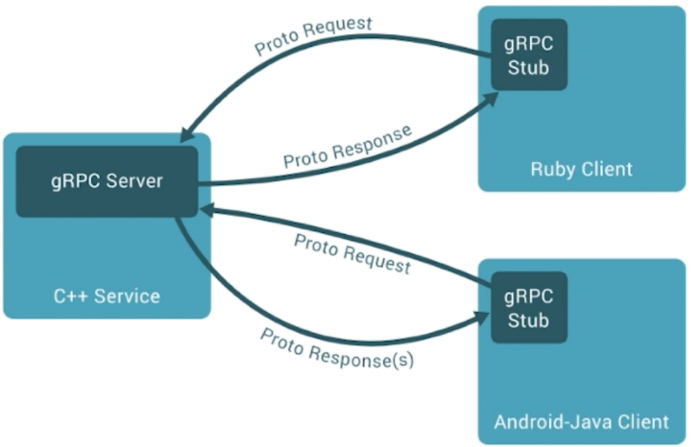 Proto Request
gRPC
Stub
Proto Response
Ruby Client
gRPC Server
C++ Service
Proto Request
gRPC
Stub
Proto Response(s)
Android-Java Client